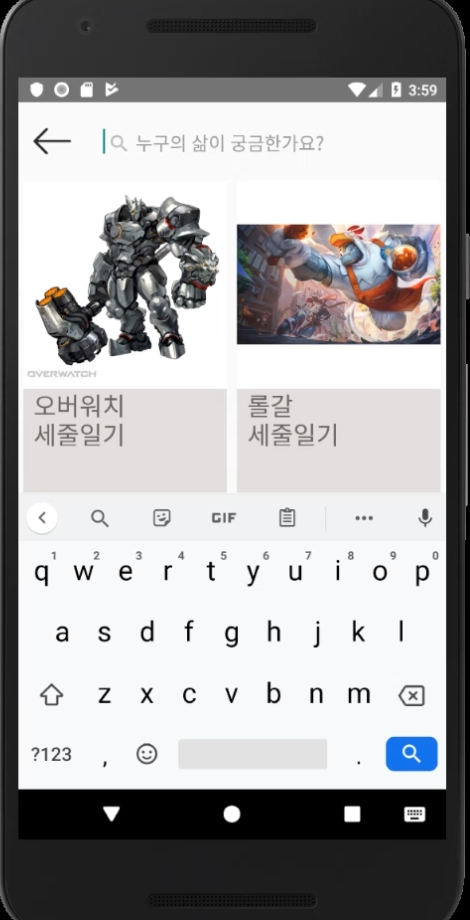 3:59
누구의 삶이 궁금한가요?
OVERWATCH
오버워치
세줄일기
롤갈
세줄일기
GIF
1 2 3 4 5 6 7 8 9 0
q w e r t y u i o p
a s d f g h j k l
z x c v b n m
?123 , .